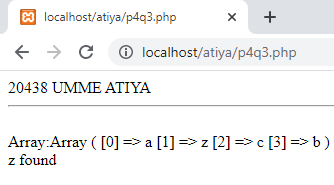 localhost/atiya/p4q3.php
localhost/atiya/p4q3.php
20438 UMME ATIYA
Array:Array ( [0] => a [1] => z [2] => c [3] => b )
z found